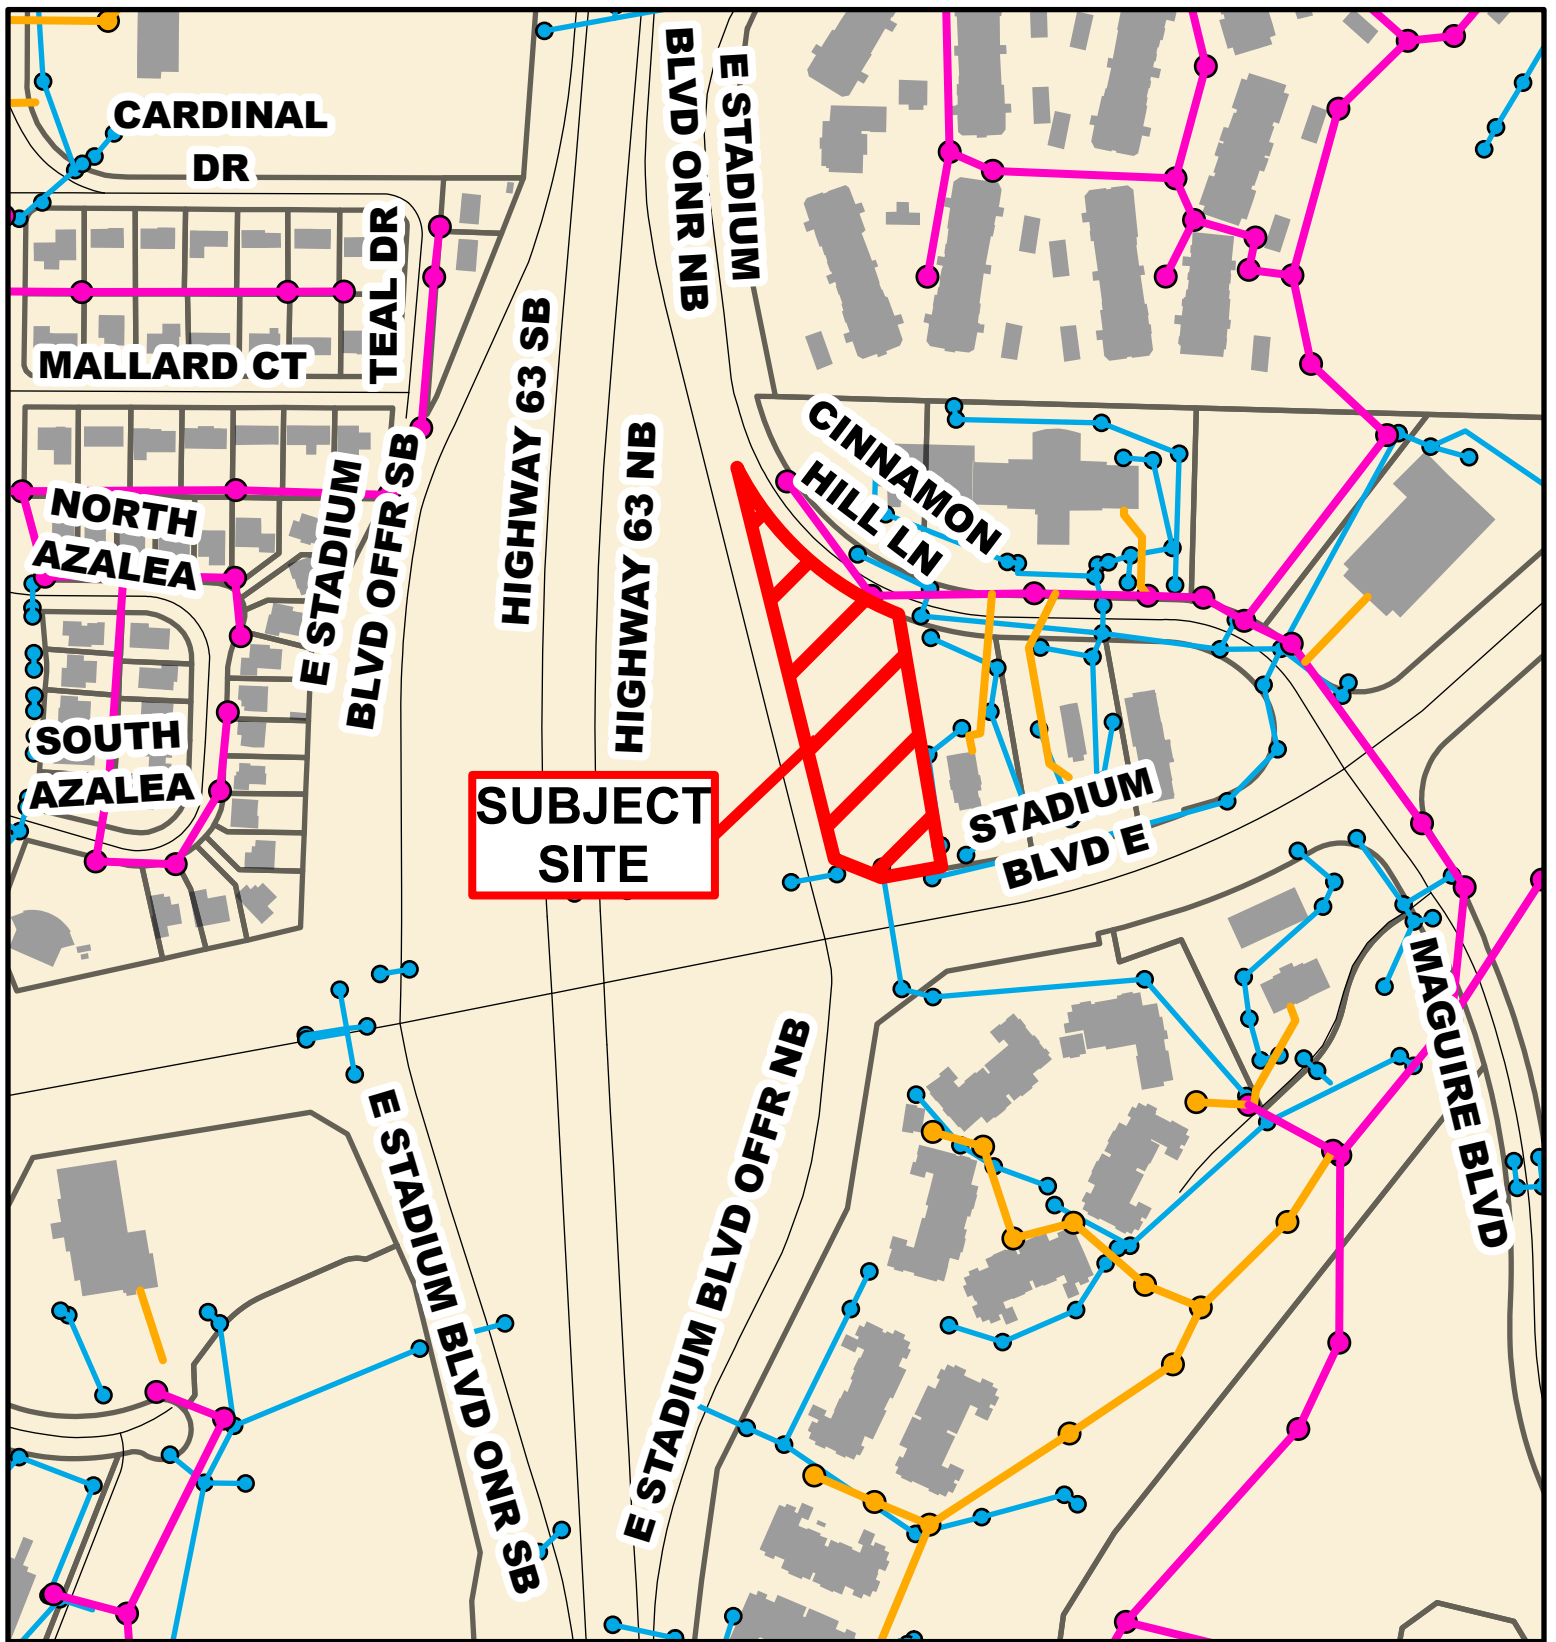 BLVD ONR NB
E STADIUM
CARDINAL
DR
TEAL DR
MALLARD CT
HIGHWAY 63 SB
HIGHWAY 63 NB
CINNAMON
HILL LN
NORTH
AZALEA
E STADIUM
BLVD OFFR SB
SOUTH
AZALEA
SUBJECT
SITE
STADIUM
BLVD E
MAGUIRE BLVD
E STADIUM BLVD OFFR NB
E STADIUM BLVD ONR SB